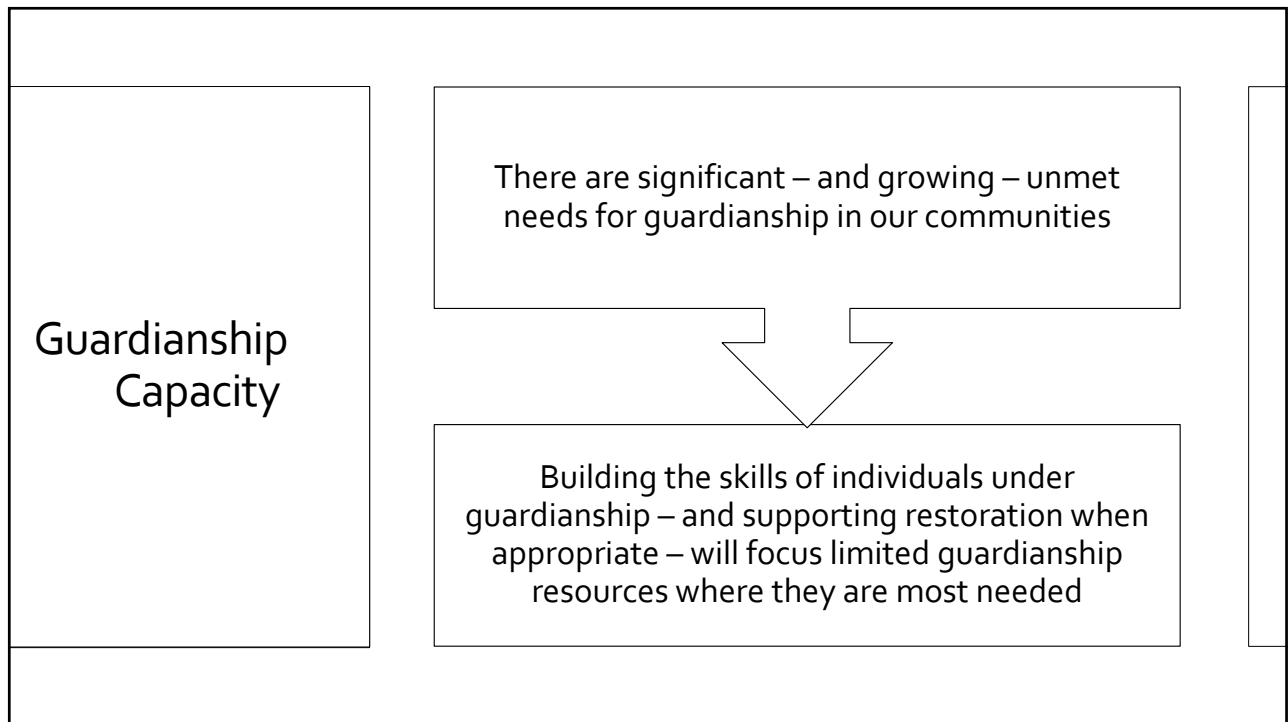 Guardianship
Capacity
There are significant – and growing – unmet
needs for guardianship in our communities
Building the skills of individuals under
guardianship – and supporting restoration when
appropriate – will focus limited guardianship
resources where they are most needed